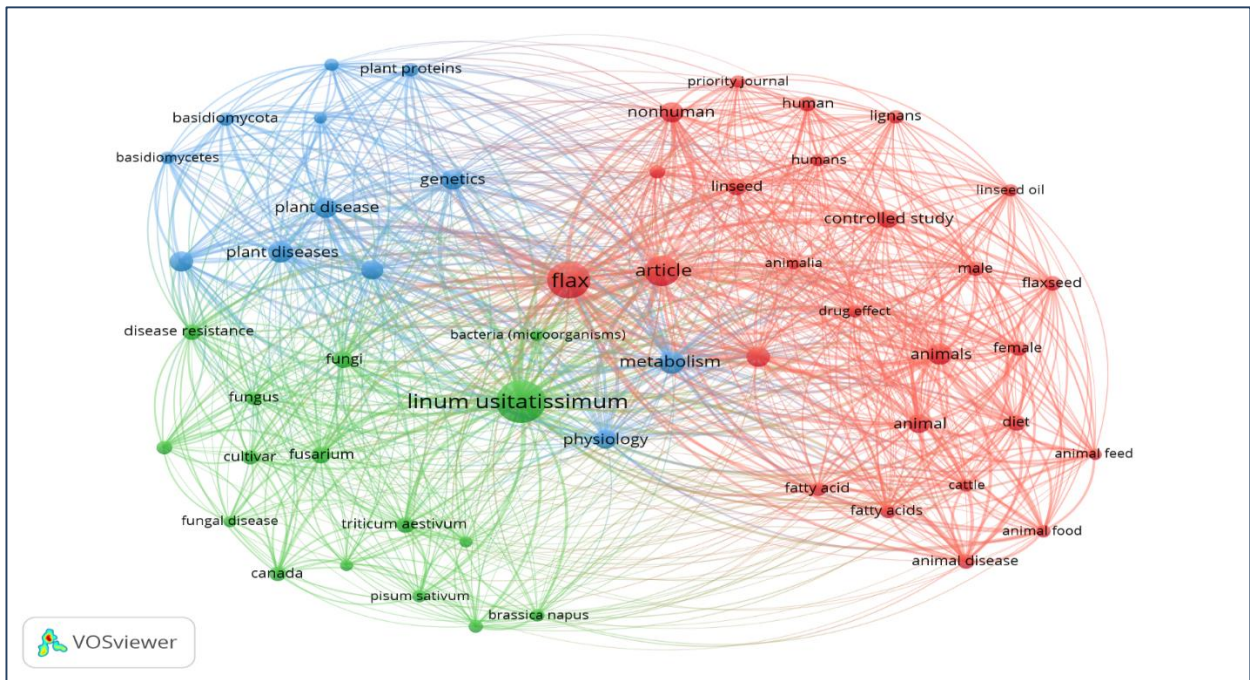 plant proteins
basidiomycota
basidiomycetes
genetics
plant disease
plant diseases
priority journal
human
nonhuman
lignans
humans
linseed
linseed oil
controlled study
flax
article
animalia
male
flaxseed
drug effect
disease resistance
bacteria (microorganisms)
fungi
metabolism
animals
female
fungus
linum usitatissimum
physiology
animal
diet
cultivar
fusarium
animal feed
fatty acid
cattle
fatty acids
fungal disease
triticum aestivum
animal food
canada
animal disease
pisum sativum
brassica napus
VOSviewer